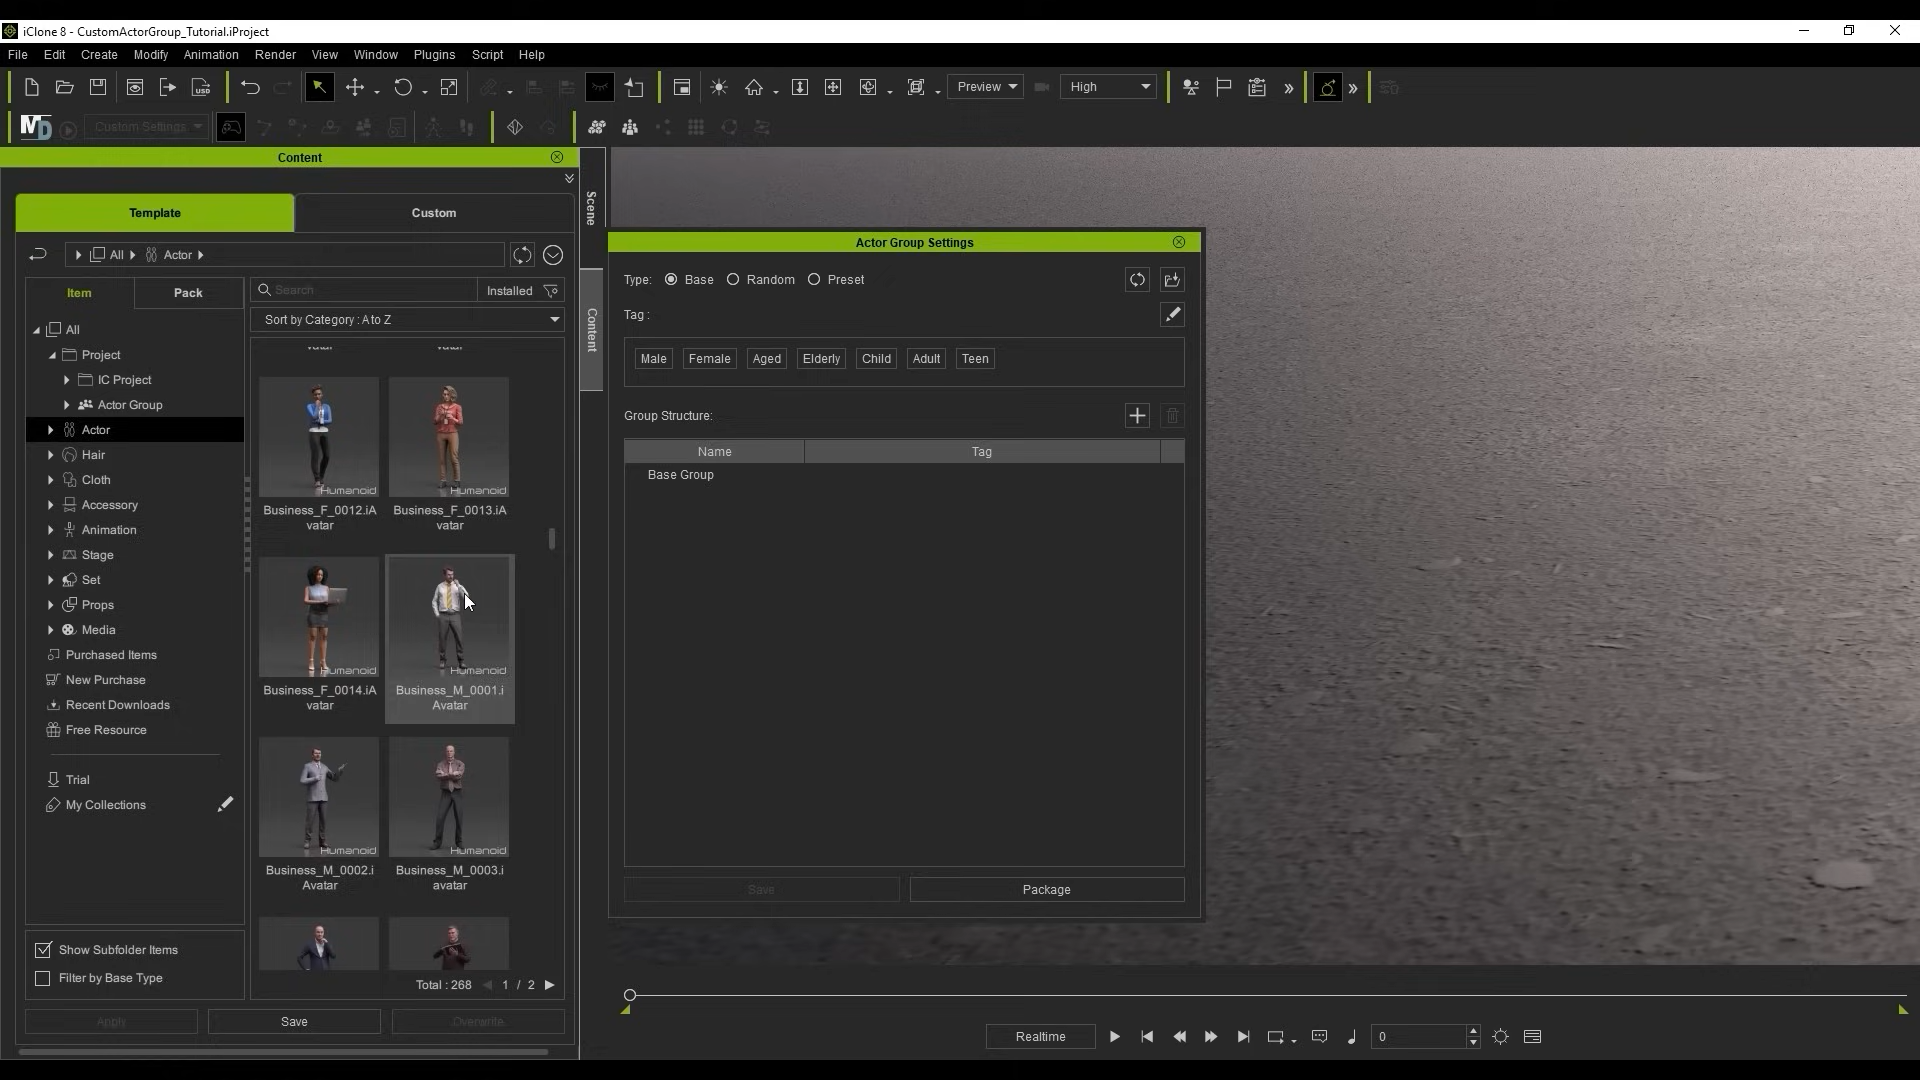 iClone 8 - CustomActorGroup_Tutorial.iProject
File Edit Create Modify Animation Render View Window Plugins Script Help
Preview High
MD Custom Settings
Content
Template Custom
All Actor
Item Pack
Search Installed
Sort by Category : A to Z
All
Project
IC Project
Actor Group
Actor
Hair
Cloth
Accessory
Animation
Stage
Set
Props
Media
Purchased Items
New Purchase
Recent Downloads
Free Resource
Trial
My Collections
Show Subfolder Items
Filter by Base Type
vatar vatar
Humanoid Humanoid
Business_F_0012.iA
vatar
Business_F_0013.iA
vatar
Humanoid Humanoid
Business_F_0014.iA
vatar
Business_M_0001.i
Avatar
Humanoid Humanoid
Business_M_0002.i
Avatar
Business_M_0003.i
avatar
Total : 268 1 / 2
Apply Save Overwrite
Scene
Content
Actor Group Settings
Type: Base Random Preset
Tag :
Male Female Aged Elderly Child Adult Teen
Group Structure:
Name Tag
Base Group
Save Package
Realtime 0